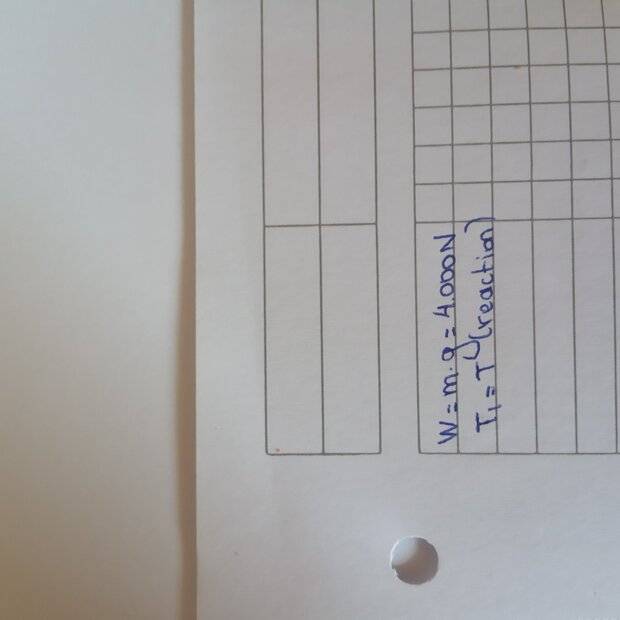 W = m.g = 4.000N
T1 = T (reaction)